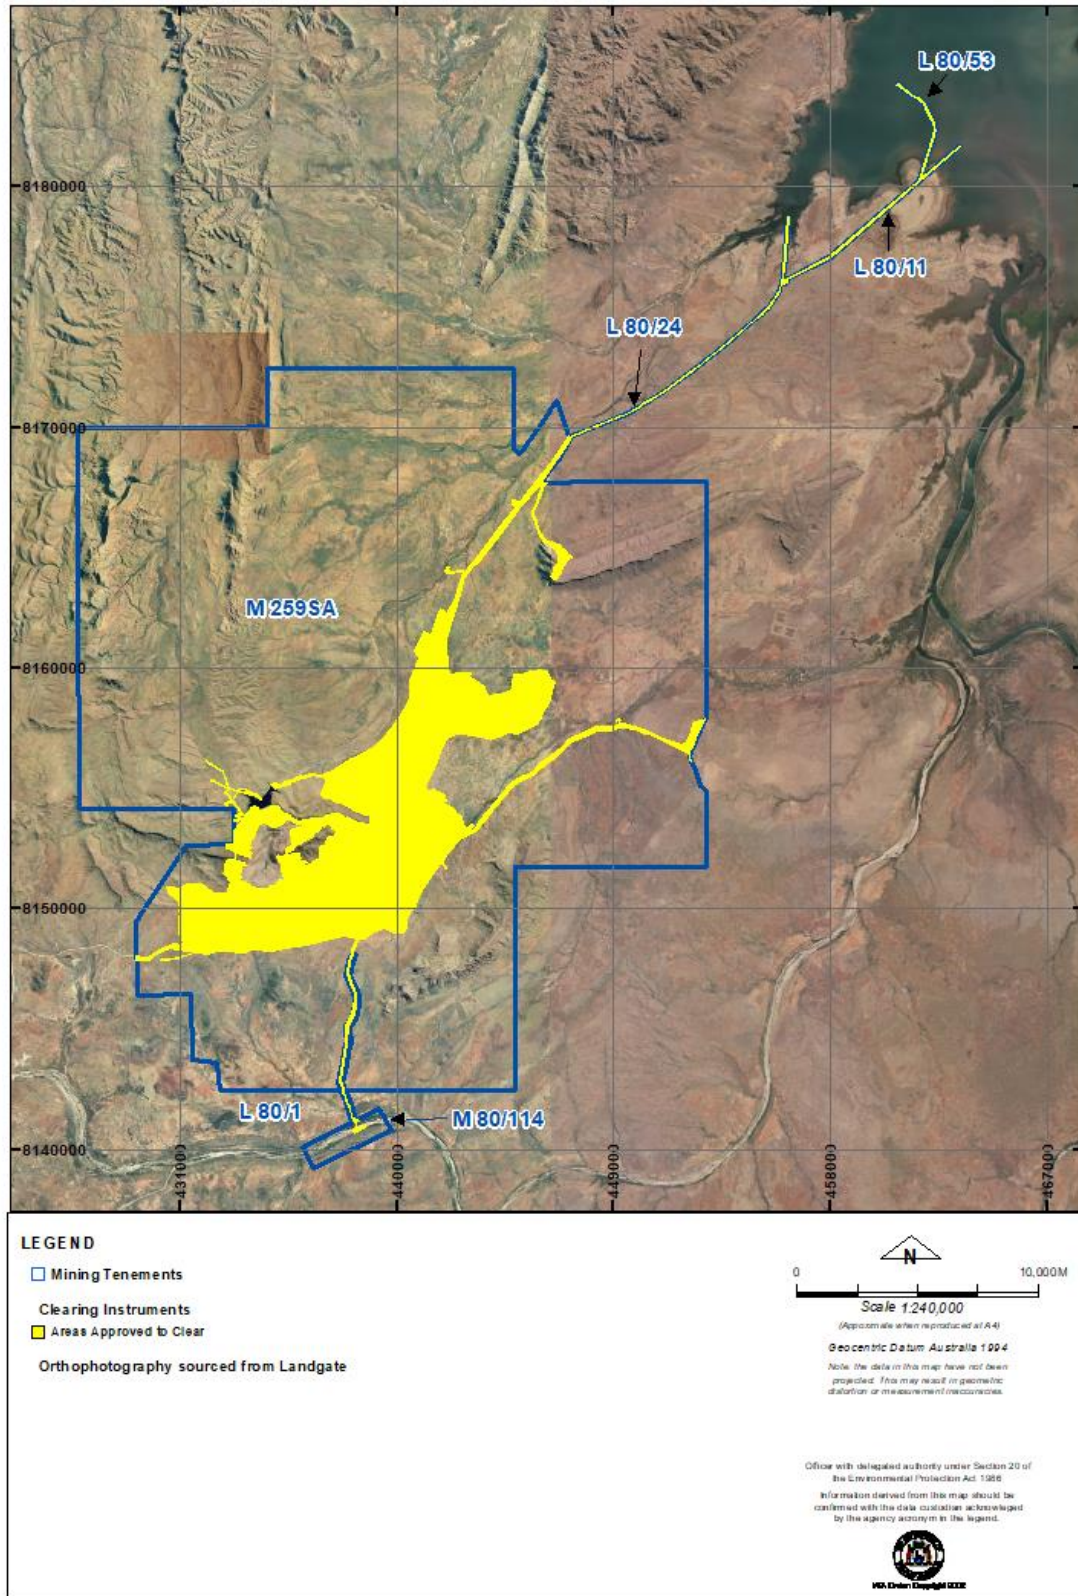 L 80/53
8180000
L 80/11
L 80/24
8170000
M 259SA
8160000
8150000
L 80/1
M 80/114
8140000
431000
440000
449000
458000
467000
LEGEND
Mining Tenements
Clearing Instruments
Areas Approved to Clear
Orthophotography sourced from Landgate
N
0
10,000M
Scale 1:240,000
(Approximate when reproduced at A4)
Geocentric Datum Australia 1994
Note: the data in this map have not been
projected. This may result in geometric
distortion or measurement inaccuracies.
Officer with delegated authority under Section 20 of
the Environmental Protection Act 1986
Information derived from this map should be
confirmed with the data custodian acknowleged
by the agency acronym in the legend.